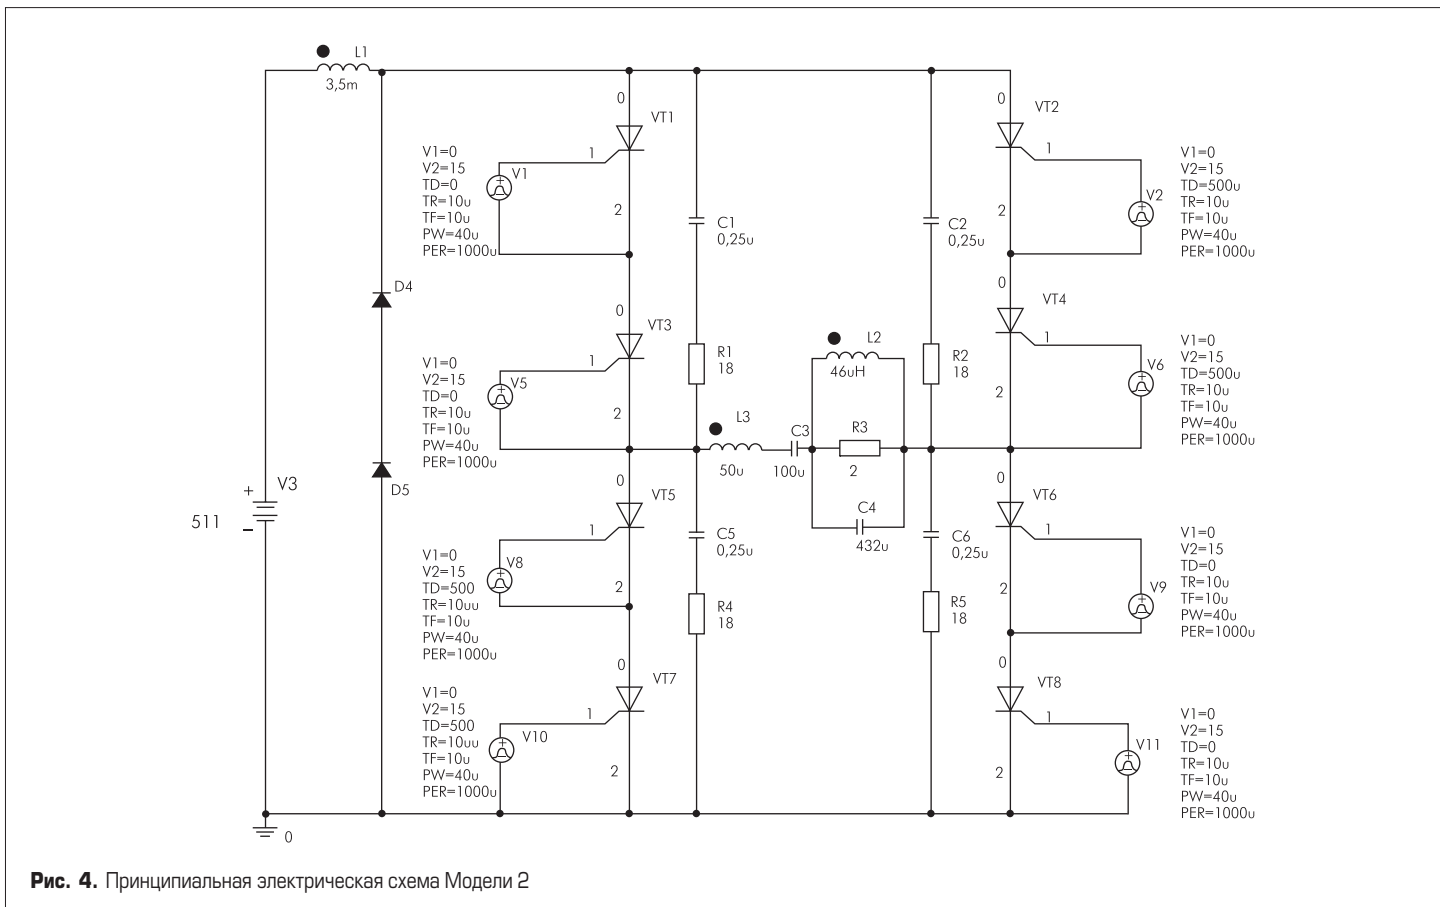 L1
3,5m
0
VT1
1
V1=0
V2=15
TD=0
TR=10u
TF=10u
PW=40u
PER=1000u
V1
2
C1
0,25u
C2
0,25u
0
VT2
1
V1=0
V2=15
TD=500u
TR=10u
TF=10u
PW=40u
PER=1000u
V2
2
D4
0
VT3
1
V1=0
V2=15
TD=0
TR=10u
TF=10u
PW=40u
PER=1000u
V5
2
R1
18
L2
46uH
R2
18
0
VT4
1
V1=0
V2=15
TD=500u
TR=10u
TF=10u
PW=40u
PER=1000u
V6
2
L3
50u
C3
100u
R3
2
C4
432u
V3
+
511
–
D5
0
VT5
1
V1=0
V2=15
TD=500
TR=10uu
TF=10u
PW=40u
PER=1000u
V8
2
C5
0,25u
C6
0,25u
0
VT6
1
V1=0
V2=15
TD=0
TR=10u
TF=10u
PW=40u
PER=1000u
V9
2
R4
18
R5
18
0
VT7
1
V1=0
V2=15
TD=500
TR=10uu
TF=10u
PW=40u
PER=1000u
V10
2
0
VT8
1
V1=0
V2=15
TD=0
TR=10u
TF=10u
PW=40u
PER=1000u
V11
2
0
Рис. 4. Принципиальная электрическая схема Модели 2